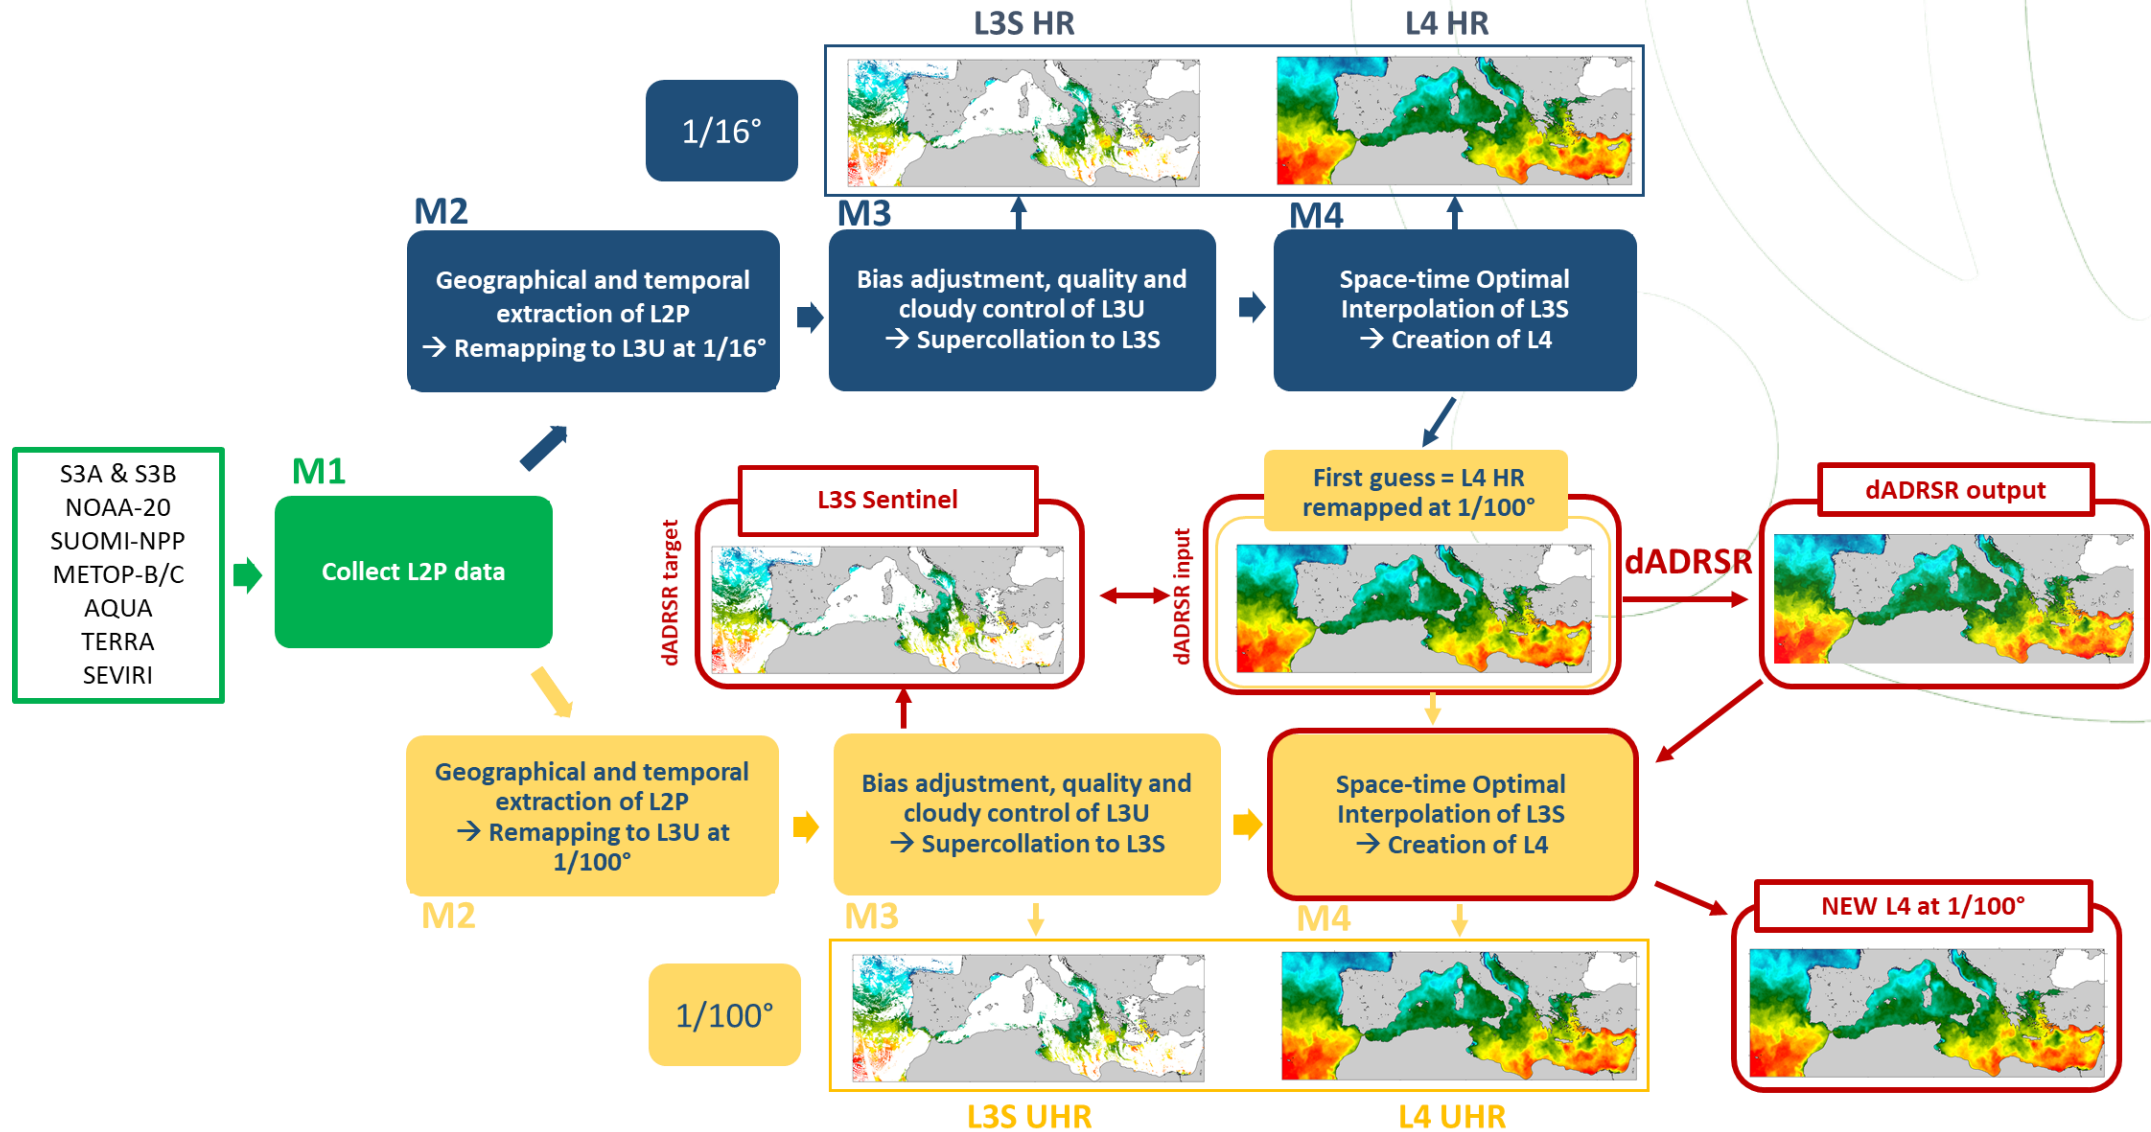 L3S HR
L4 HR
1/16°
M2
M3
M4
Geographical and temporal
extraction of L2P
→ Remapping to L3U at 1/16°
Bias adjustment, quality and
cloudy control of L3U
→ Supercollation to L3S
Space-time Optimal
Interpolation of L3S
→ Creation of L4
S3A & S3B
NOAA-20
SUOMI-NPP
METOP-B/C
AQUA
TERRA
SEVIRI
M1
Collect L2P data
dADRSR target
L3S Sentinel
dADRSR input
First guess = L4 HR
remapped at 1/100°
dADRSR
dADRSR output
Geographical and temporal
extraction of L2P
→ Remapping to L3U at
1/100°
M2
Bias adjustment, quality and
cloudy control of L3U
→ Supercollation to L3S
M3
Space-time Optimal
Interpolation of L3S
→ Creation of L4
M4
NEW L4 at 1/100°
1/100°
L3S UHR
L4 UHR